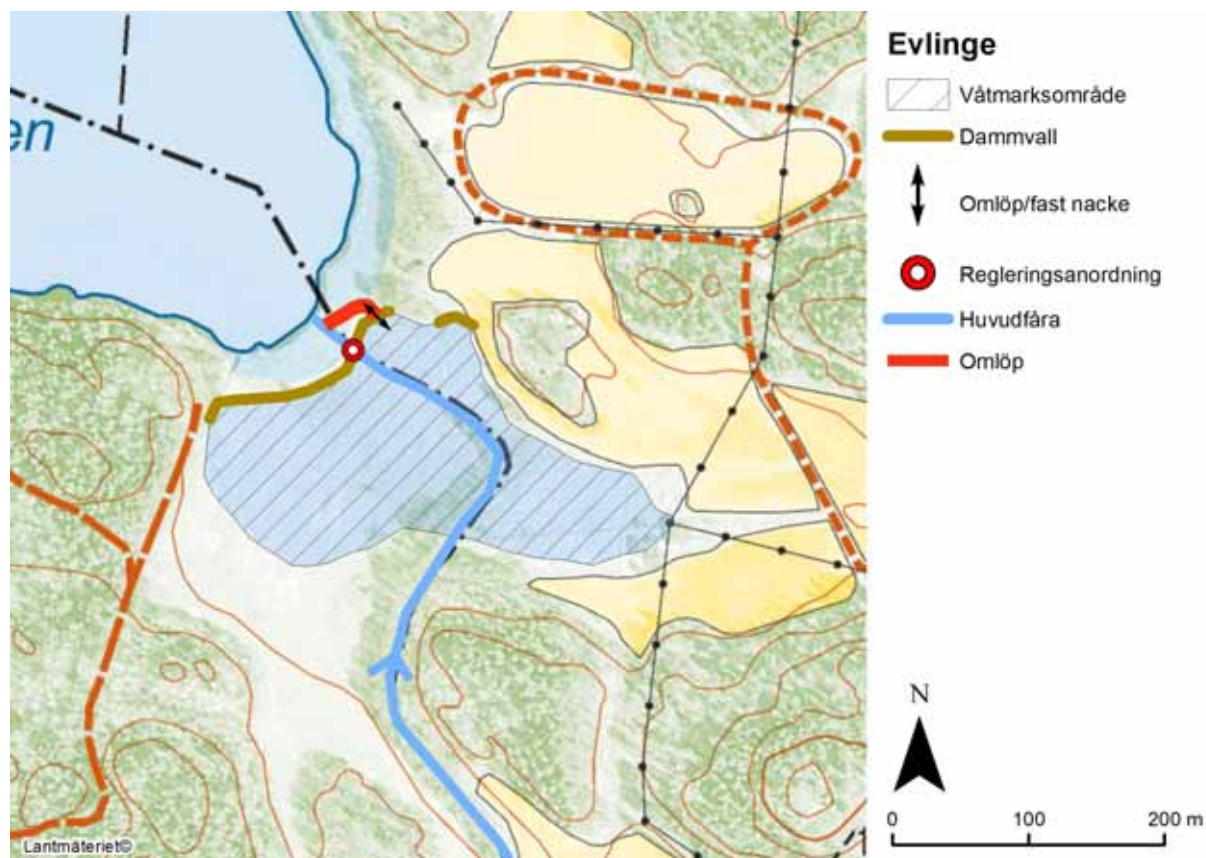 en
Lantmäteriet©
Evlinge
Våtmarksområde
Dammvall
Omlöp/fast nacke
Regleringsanordning
Huvudfåra
Omlöp
N
0 100 200 m